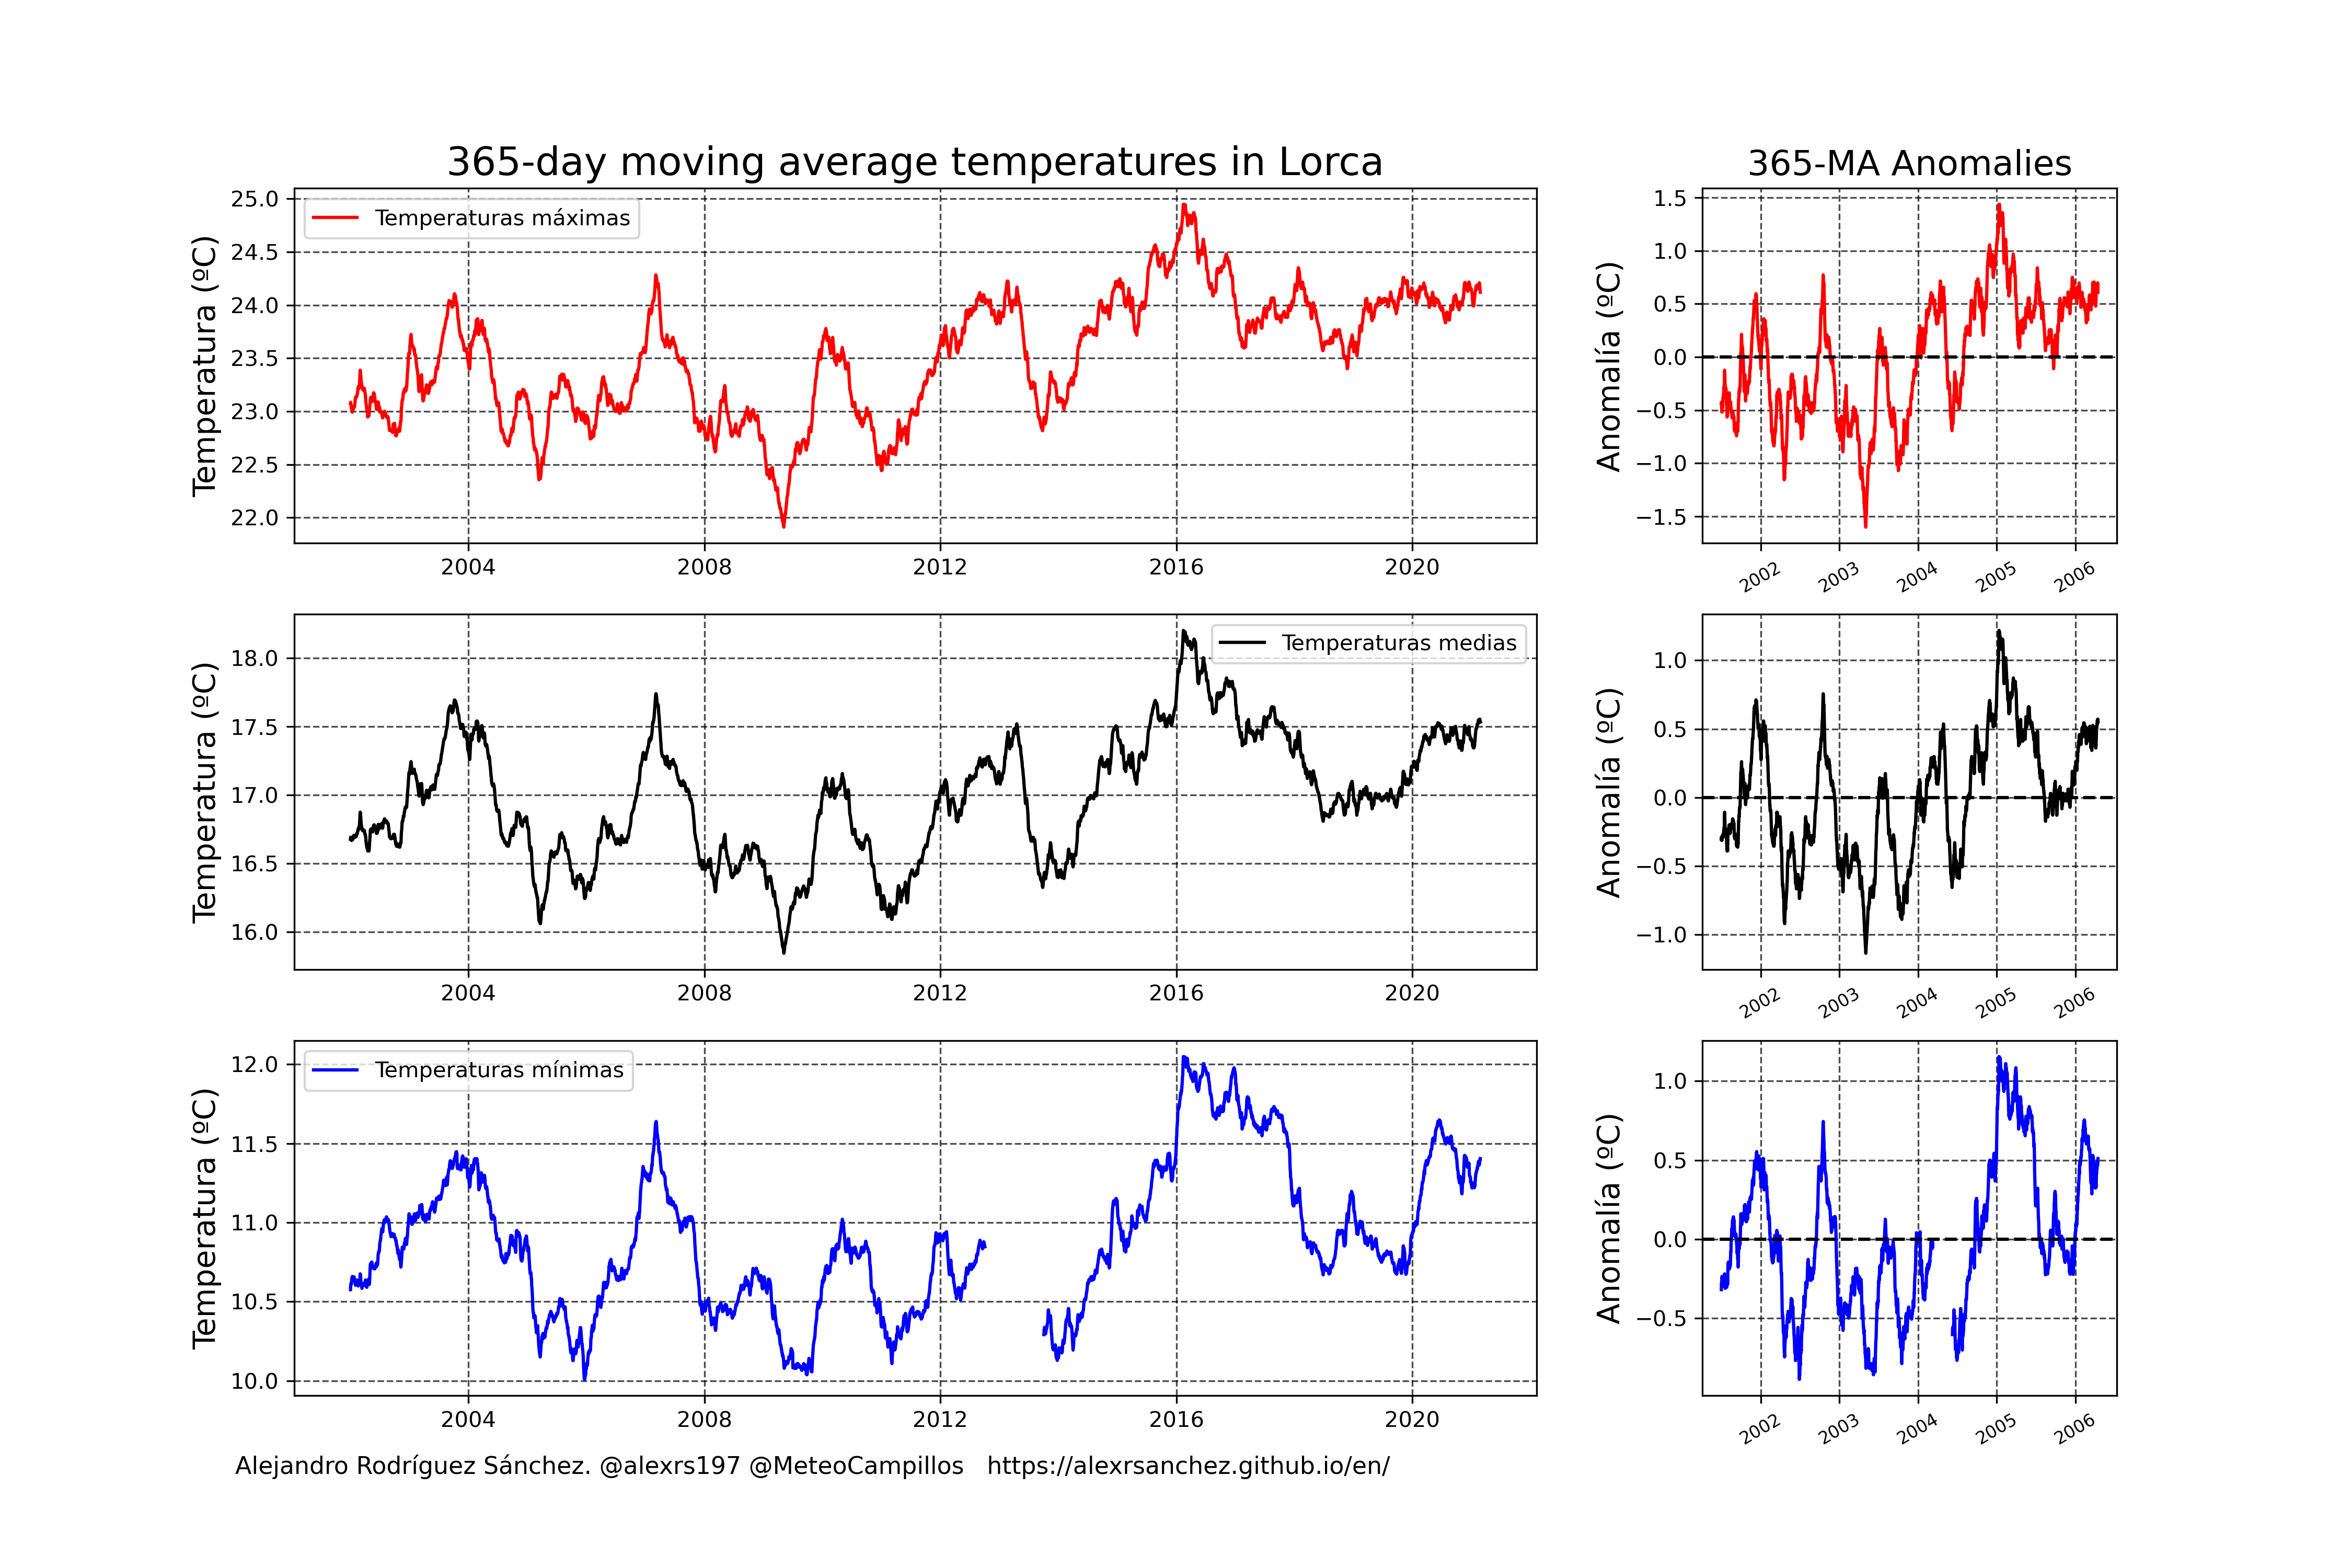 365-day moving average temperatures in Lorca
365-MA Anomalies
Temperatura (ºC)
25.0
24.5
24.0
23.5
23.0
22.5
22.0
Temperaturas máximas
2004 2008 2012 2016 2020
Anomalía (ºC)
1.5
1.0
0.5
0.0
−0.5
−1.0
−1.5
2002 2003 2004 2005 2006
Temperatura (ºC)
18.0
17.5
17.0
16.5
16.0
Temperaturas medias
2004 2008 2012 2016 2020
Anomalía (ºC)
1.0
0.5
0.0
−0.5
−1.0
2002 2003 2004 2005 2006
Temperatura (ºC)
12.0
11.5
11.0
10.5
10.0
Temperaturas mínimas
2004 2008 2012 2016 2020
Anomalía (ºC)
1.0
0.5
0.0
−0.5
2002 2003 2004 2005 2006
Alejandro Rodríguez Sánchez. @alexrs197 @MeteoCampillos https://alexrsanchez.github.io/en/